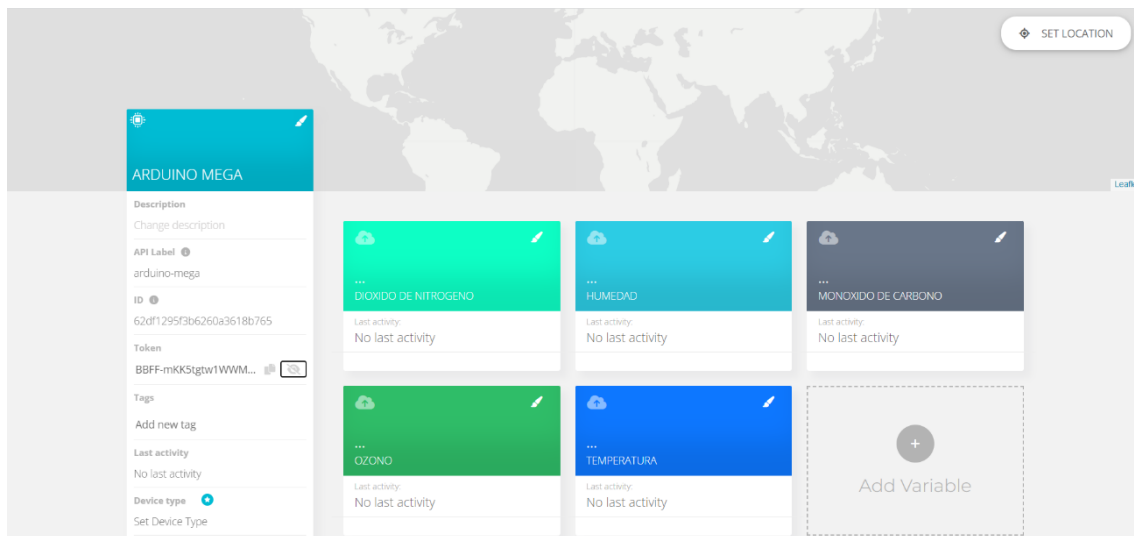 SET LOCATION
ARDUINO MEGA
Leafle
Description
Change description
API Label
arduino-mega
ID
62df1295f3b6260a3618b765
Token
BBFF-mKK5tgtw1WWM...
Tags
Add new tag
Last activity
No last activity
Device type
Set Device Type
...
DIOXIDO DE NITROGENO
Last activity:
No last activity
...
HUMEDAD
Last activity:
No last activity
...
MONOXIDO DE CARBONO
Last activity:
No last activity
...
OZONO
Last activity:
No last activity
...
TEMPERATURA
Last activity:
No last activity
Add Variable